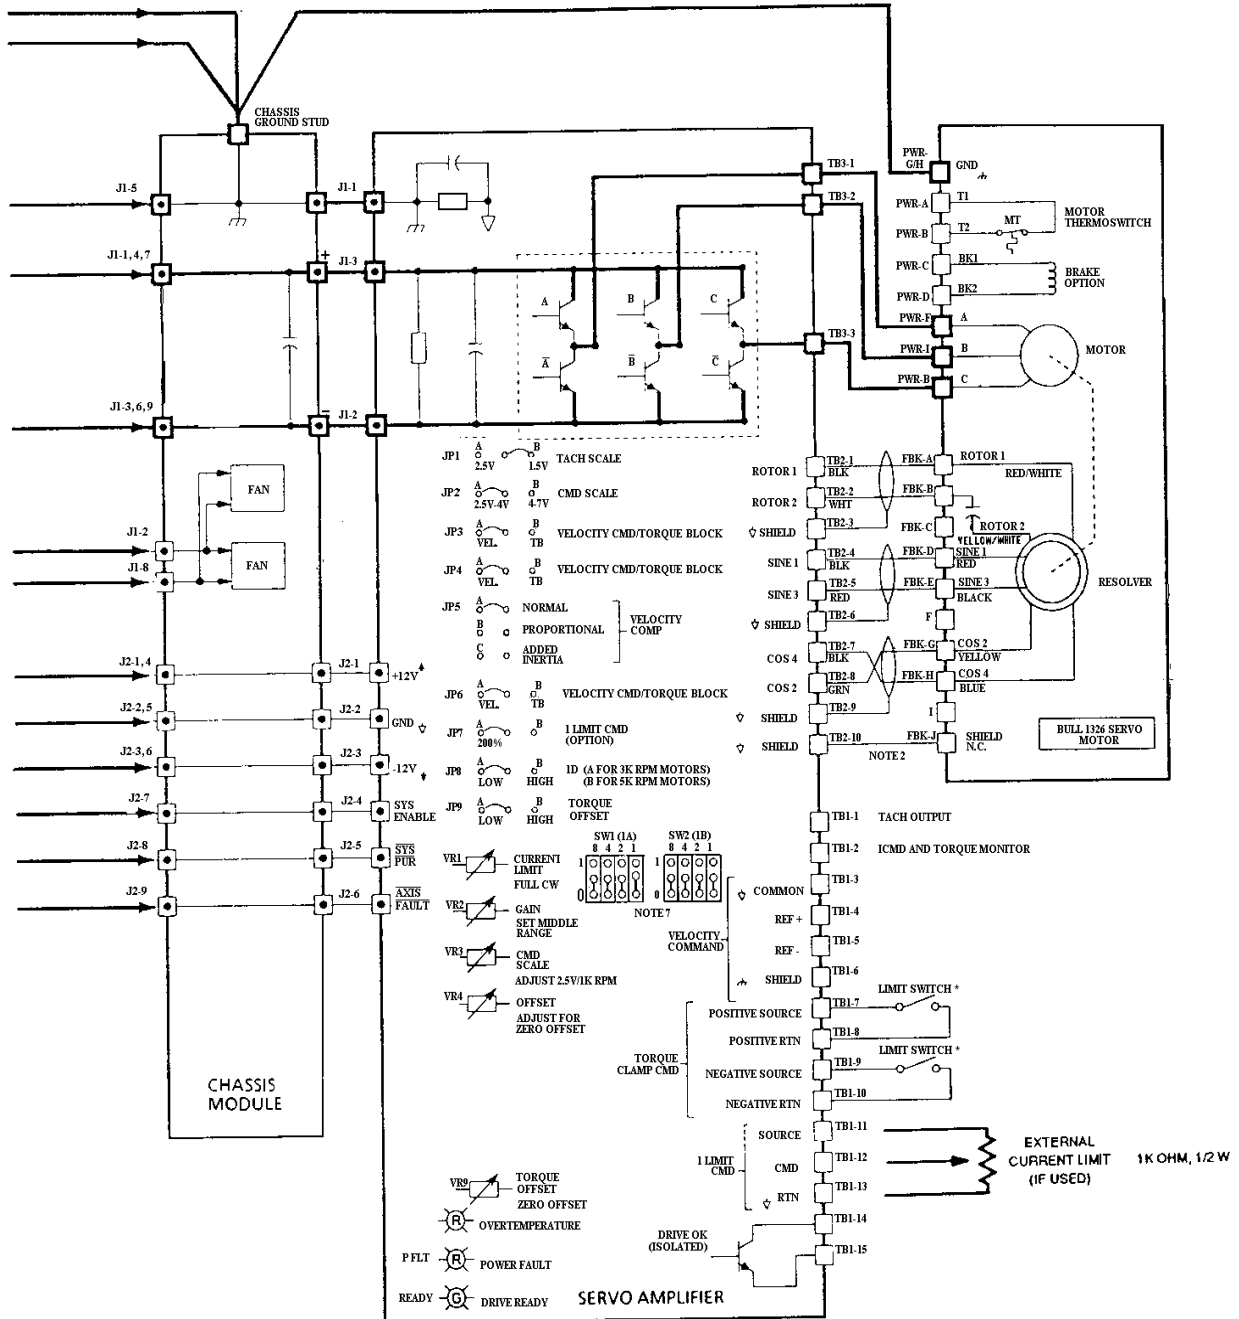 CHASSIS
GROUND STUD
J1-5
J1-1
J1-1, 4, 7
+
J1-3
J1-3, 6, 9
-
J1-2
FAN
FAN
J1-2
J1-8
J2-1, 4
J2-1
+12V
J2-2, 5
J2-2
GND
J2-3, 6
J2-3
-12V
J2-7
J2-4
SYS
ENABLE
J2-8
J2-5
SYS
PUR
J2-9
J2-6
AXIS
FAULT
CHASSIS
MODULE
A
B
C
A
B
C
JP1
A
2.5V
B
1.5V
TACH SCALE
JP2
A
2.5V-4V
B
4-7V
CMD SCALE
JP3
A
VEL.
B
TB
VELOCITY CMD/TORQUE BLOCK
JP4
A
VEL.
B
TB
VELOCITY CMD/TORQUE BLOCK
JP5
A
NORMAL
B
PROPORTIONAL
C
ADDED
INERTIA
VELOCITY
COMP
JP6
A
VEL.
B
TB
VELOCITY CMD/TORQUE BLOCK
JP7
A
200%
B
1 LIMIT CMD
(OPTION)
JP8
A
LOW
B
HIGH
1D (A FOR 3K RPM MOTORS)
(B FOR 5K RPM MOTORS)
JP9
A
LOW
B
HIGH
TORQUE
OFFSET
VR1
CURRENT
LIMIT
FULL CW
VR2
GAIN
SET MIDDLE
RANGE
VR3
CMD
SCALE
ADJUST 2.5V/1K RPM
VR4
OFFSET
ADJUST FOR
ZERO OFFSET
SW1 (1A)
8 4 2 1
1
0
SW2 (1B)
8 4 2 1
1
0
NOTE 7
VR9
TORQUE
OFFSET
ZERO OFFSET
R
OVERTEMPERATURE
P FLT
R
POWER FAULT
READY
G
DRIVE READY
SERVO AMPLIFIER
TB3-1
TB3-2
TB3-3
PWR-
G/H
GND
PWR-A
T1
PWR-B
T2
MT
MOTOR
THERMOSWITCH
PWR-C
BK1
PWR-D
BK2
BRAKE
OPTION
PWR-F
A
PWR-I
B
PWR-B
C
MOTOR
ROTOR 1
TB2-1
BLK
FBK-A
ROTOR 1
RED/WHITE
ROTOR 2
TB2-2
WHT
FBK-B
SHIELD
TB2-3
FBK-C
ROTOR 2
YELLOW/WHITE
SINE 1
TB2-4
BLK
FBK-D
SINE 1
RED
SINE 3
TB2-5
RED
FBK-E
SINE 3
BLACK
RESOLVER
SHIELD
TB2-6
F
COS 4
TB2-7
BLK
FBK-G
COS 2
YELLOW
COS 2
TB2-8
GRN
FBK-H
COS 4
BLUE
SHIELD
TB2-9
I
SHIELD
TB2-10
NOTE 2
FBK-J
SHIELD
N.C.
BULL 1326 SERVO
MOTOR
TB1-1
TACH OUTPUT
TB1-2
ICMD AND TORQUE MONITOR
COMMON
TB1-3
REF +
TB1-4
REF -
TB1-5
SHIELD
TB1-6
VELOCITY
COMMAND
POSITIVE SOURCE
TB1-7
LIMIT SWITCH *
POSITIVE RTN
TB1-8
NEGATIVE SOURCE
TB1-9
LIMIT SWITCH *
NEGATIVE RTN
TB1-10
TORQUE
CLAMP CMD
SOURCE
TB1-11
CMD
TB1-12
RTN
TB1-13
1 LIMIT
CMD
EXTERNAL
CURRENT LIMIT
(IF USED)
1K OHM, 1/2 W
DRIVE OK
(ISOLATED)
TB1-14
TB1-15